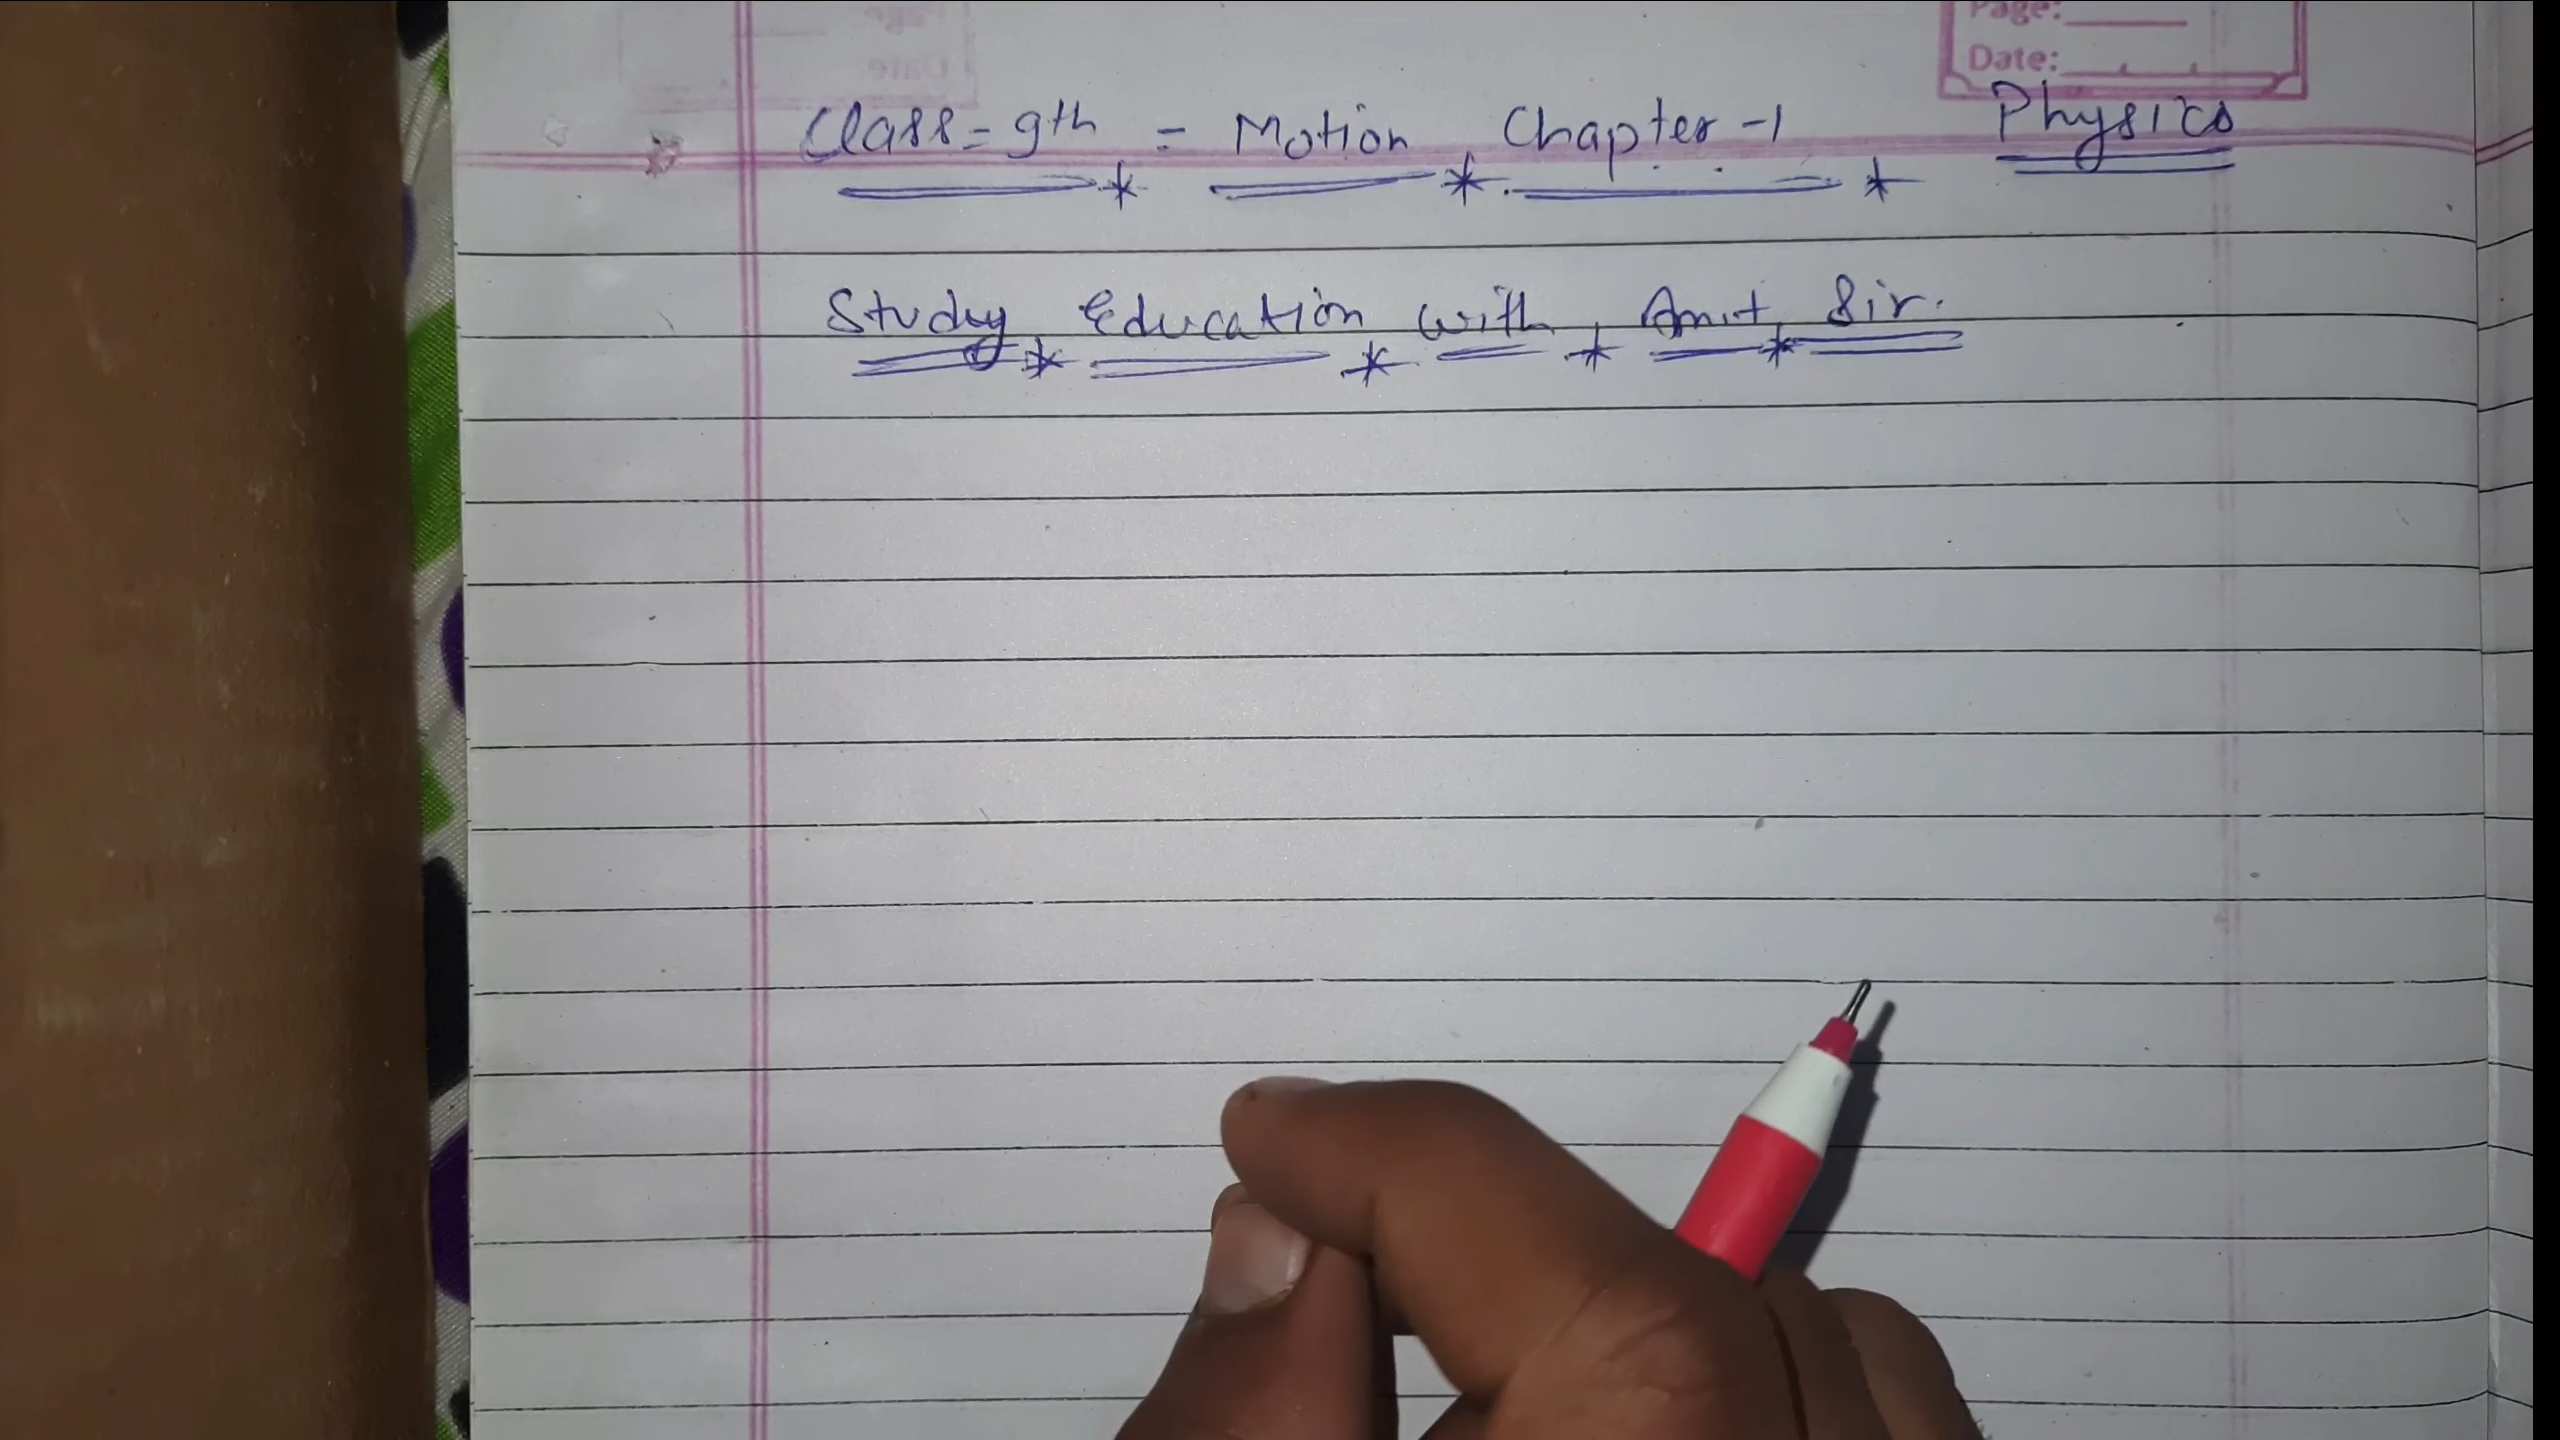 Page:
Date:
Class = 9th = Motion Chapter -1 Physics
Study Education with Amit Sir.